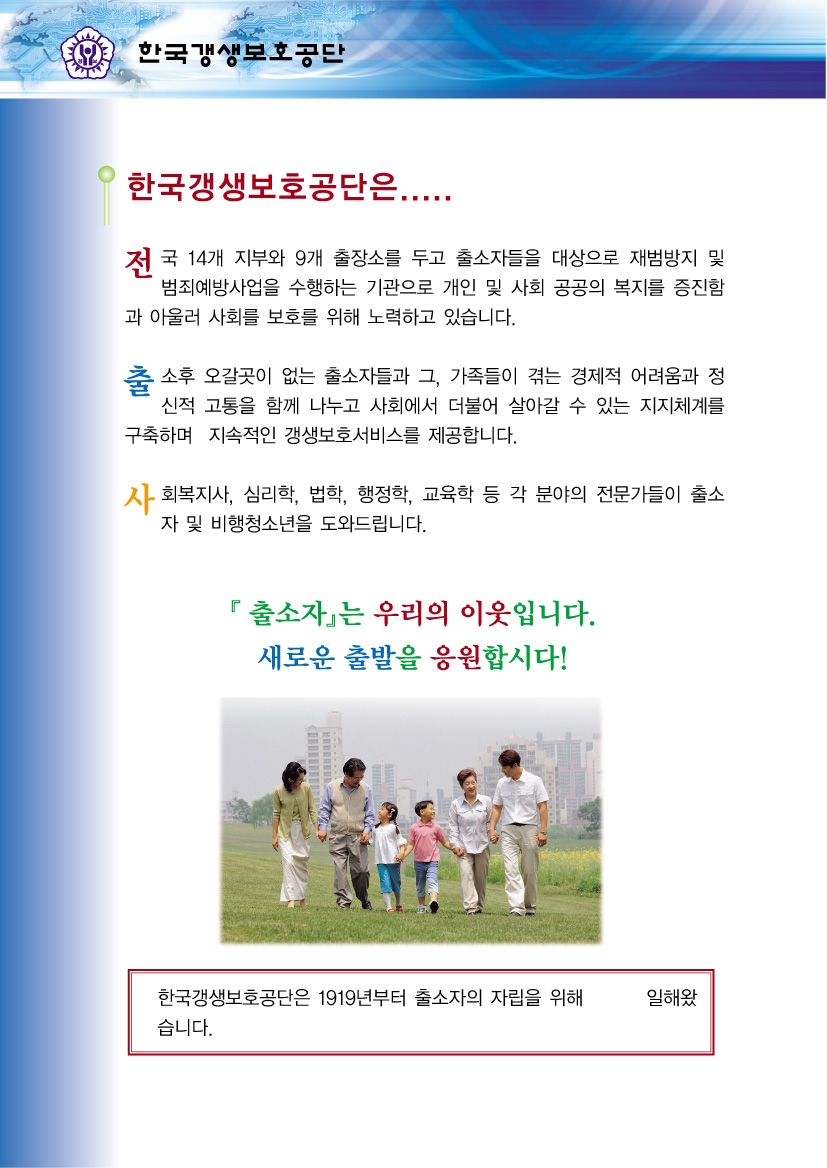 한국갱생보호공단
한국갱생보호공단은.....
전국 14개 지부와 9개 출장소를 두고 출소자들을 대상으로 재범방지 및
범죄예방사업을 수행하는 기관으로 개인 및 사회 공공의 복지를 증진함
과 아울러 사회를 보호를 위해 노력하고 있습니다.
출소후 오갈곳이 없는 출소자들과 그, 가족들이 겪는 경제적 어려움과 정
신적 고통을 함께 나누고 사회에서 더불어 살아갈 수 있는 지지체계를
구축하며 지속적인 갱생보호서비스를 제공합니다.
사회복지사, 심리학, 법학, 행정학, 교육학 등 각 분야의 전문가들이 출소
자 및 비행청소년을 도와드립니다.
『 출소자』는 우리의 이웃입니다.
새로운 출발을 응원합시다!
한국갱생보호공단은 1919년부터 출소자의 자립을 위해 일해왔
습니다.